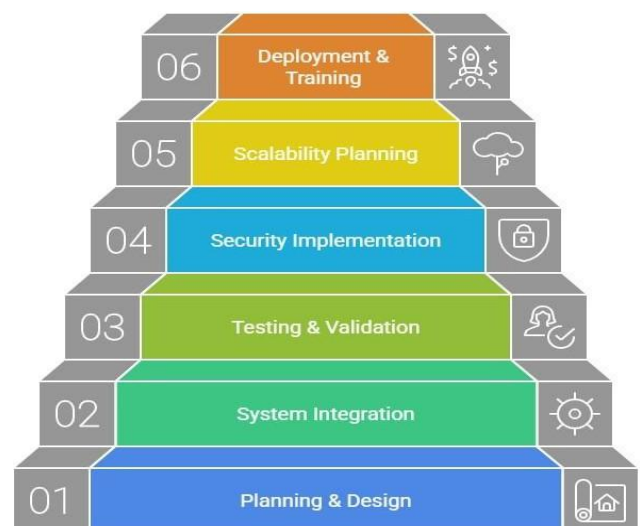 06
Deployment &
Training
05
Scalability Planning
04
Security Implementation
03
Testing & Validation
02
System Integration
01
Planning & Design